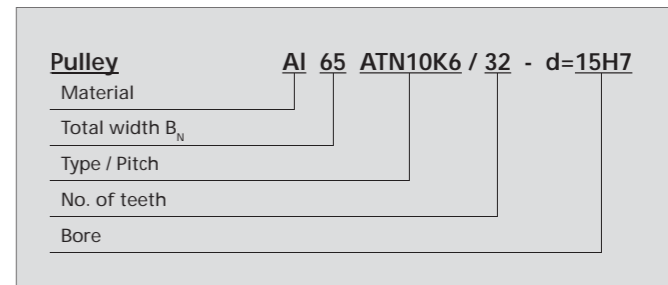 Pulley Al 65 ATN10K6 / 32 - d=15H7
Material
Total width BN
Type / Pitch
No. of teeth
Bore